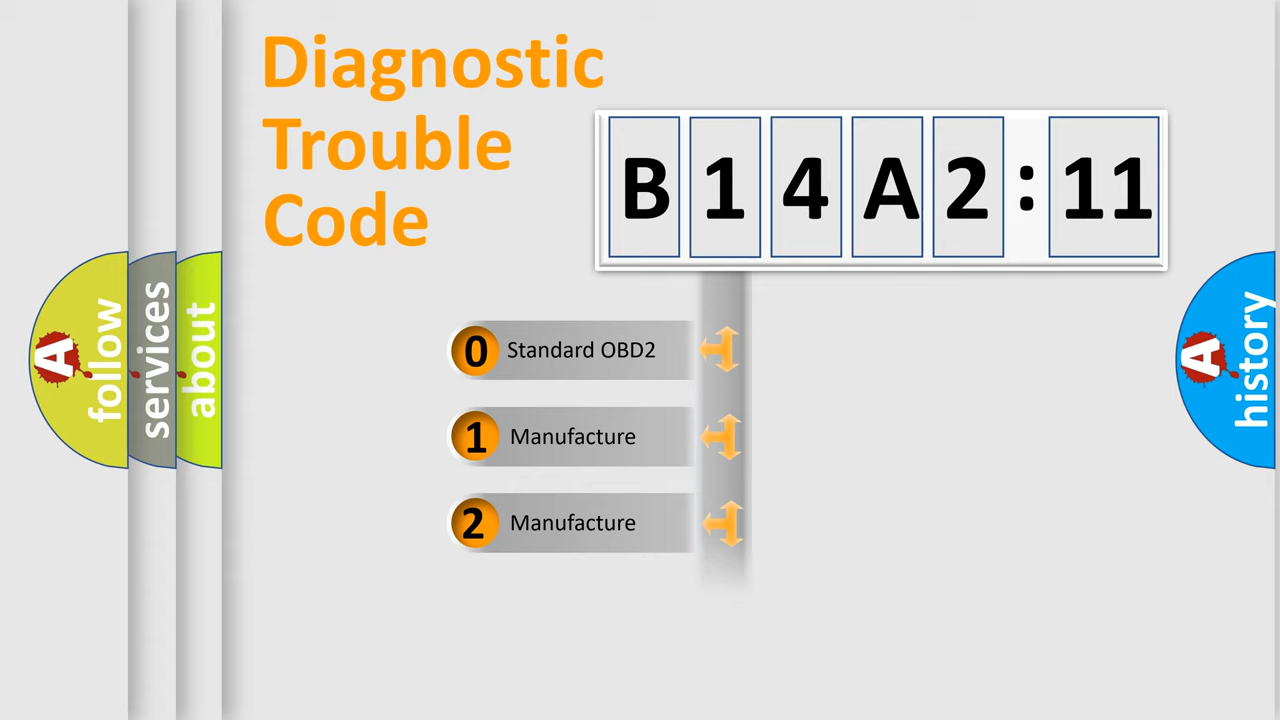 Diagnostic
Trouble
Code
B 1 4 A 2 : 11
0 Standard OBD2
1 Manufacture
2 Manufacture
A follow
services
about
A history